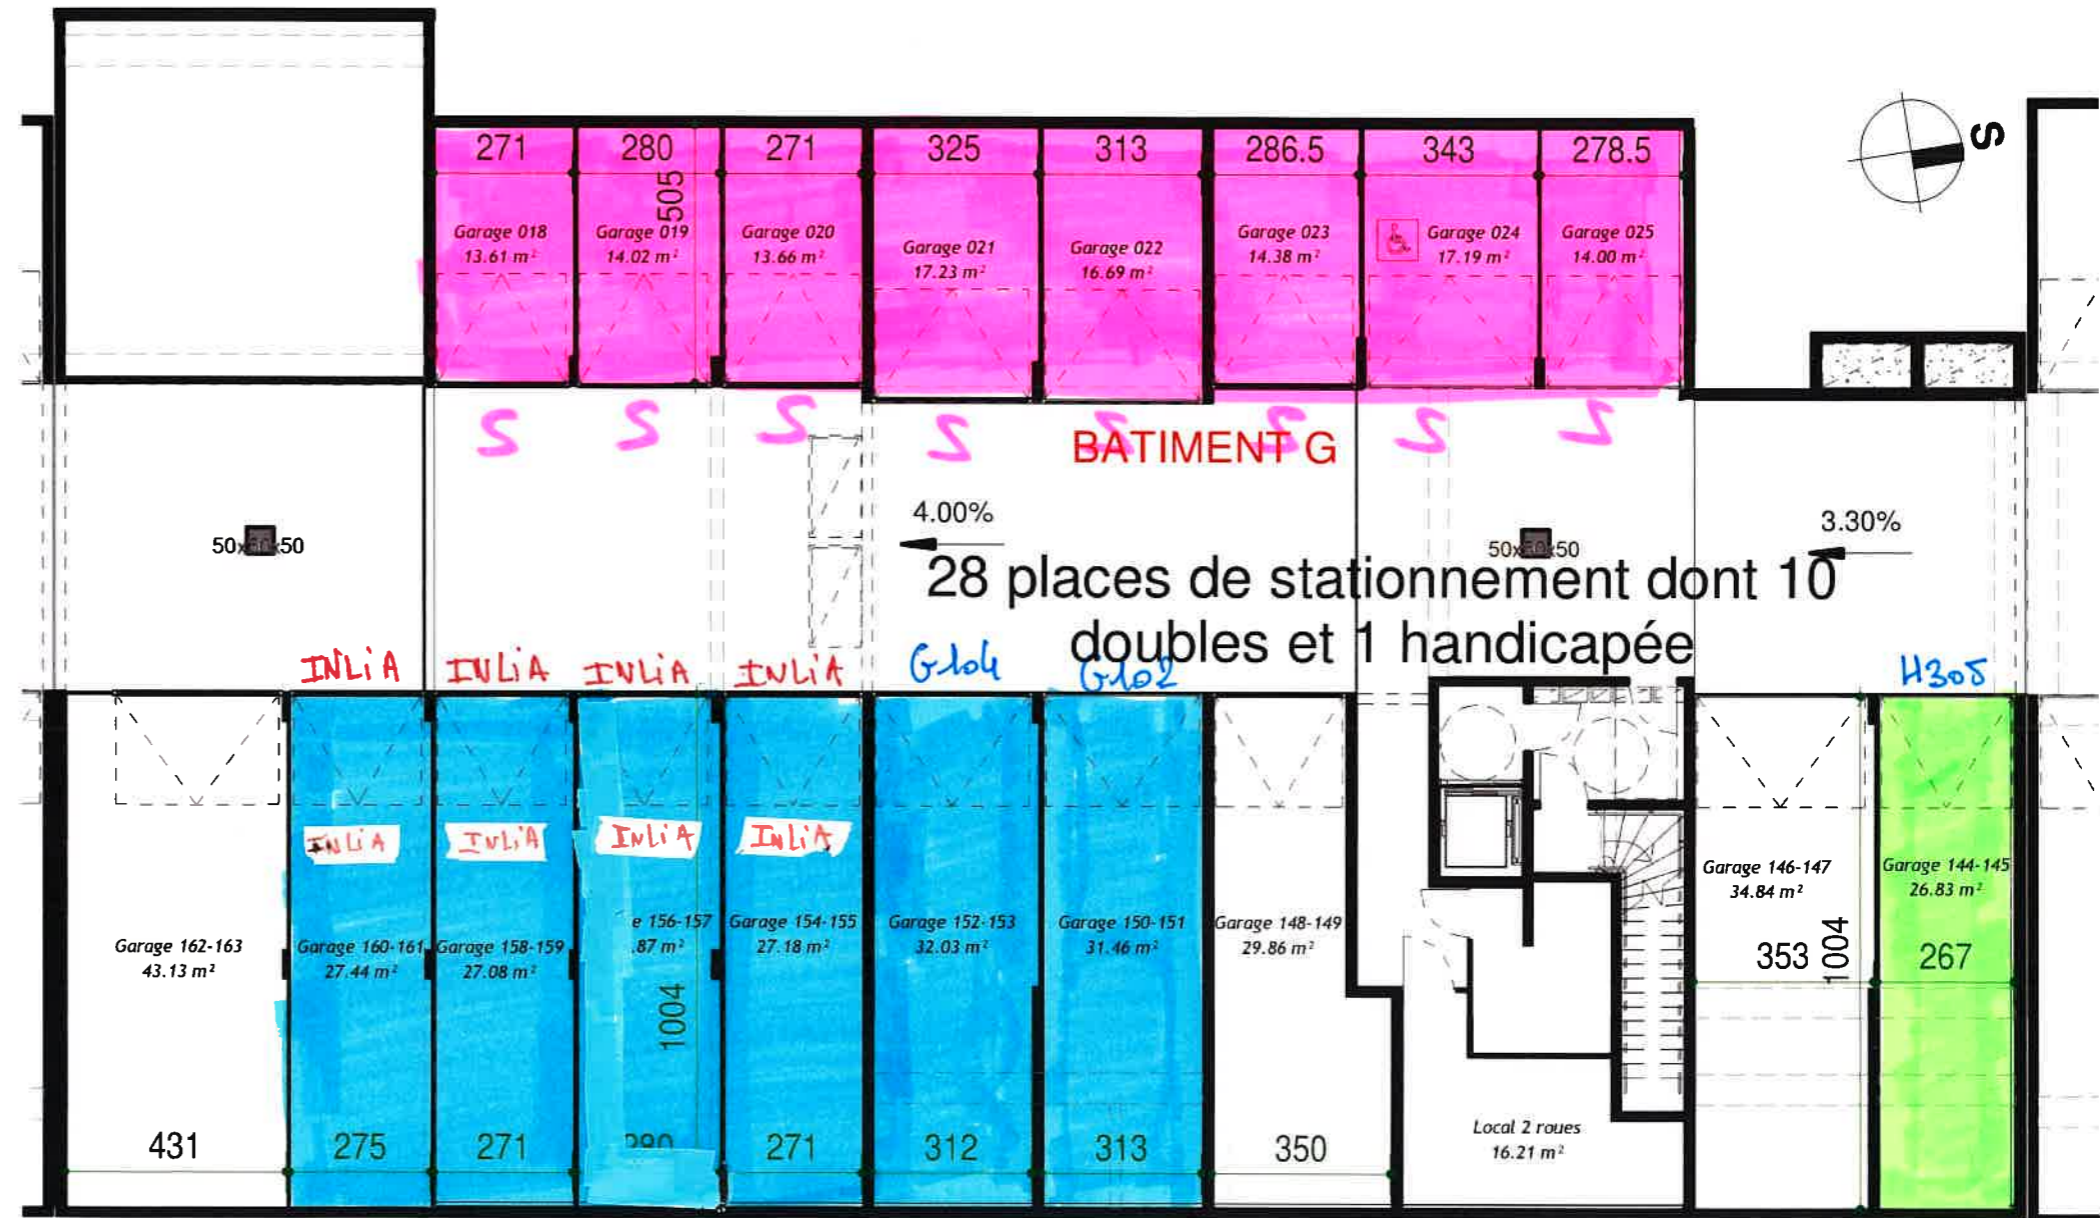 271 280 271 325 313 286.5 343 278.5
S
505
Garage 018
13.61 m²
Garage 019
14.02 m²
Garage 020
13.66 m²
Garage 021
17.23 m²
Garage 022
16.69 m²
Garage 023
14.38 m²
Garage 024
17.19 m²
Garage 025
14.00 m²
S S S S S S S S
BATIMENT G
4.00%
3.30%
50x50x50
50x50x50
28 places de stationnement dont 10
doubles et 1 handicapée
INLiA INLiA INLiA INLiA G104 G102 H305
INLiA INLiA INLiA INLiA
Garage 162-163
43.13 m²
Garage 160-161
27.44 m²
Garage 158-159
27.08 m²
e 156-157
.87 m²
Garage 154-155
27.18 m²
Garage 152-153
32.03 m²
Garage 150-151
31.46 m²
Garage 148-149
29.86 m²
Garage 146-147
34.84 m²
Garage 144-145
26.83 m²
353 1004 267
1004
Local 2 roues
16.21 m²
431 275 271 280 271 312 313 350